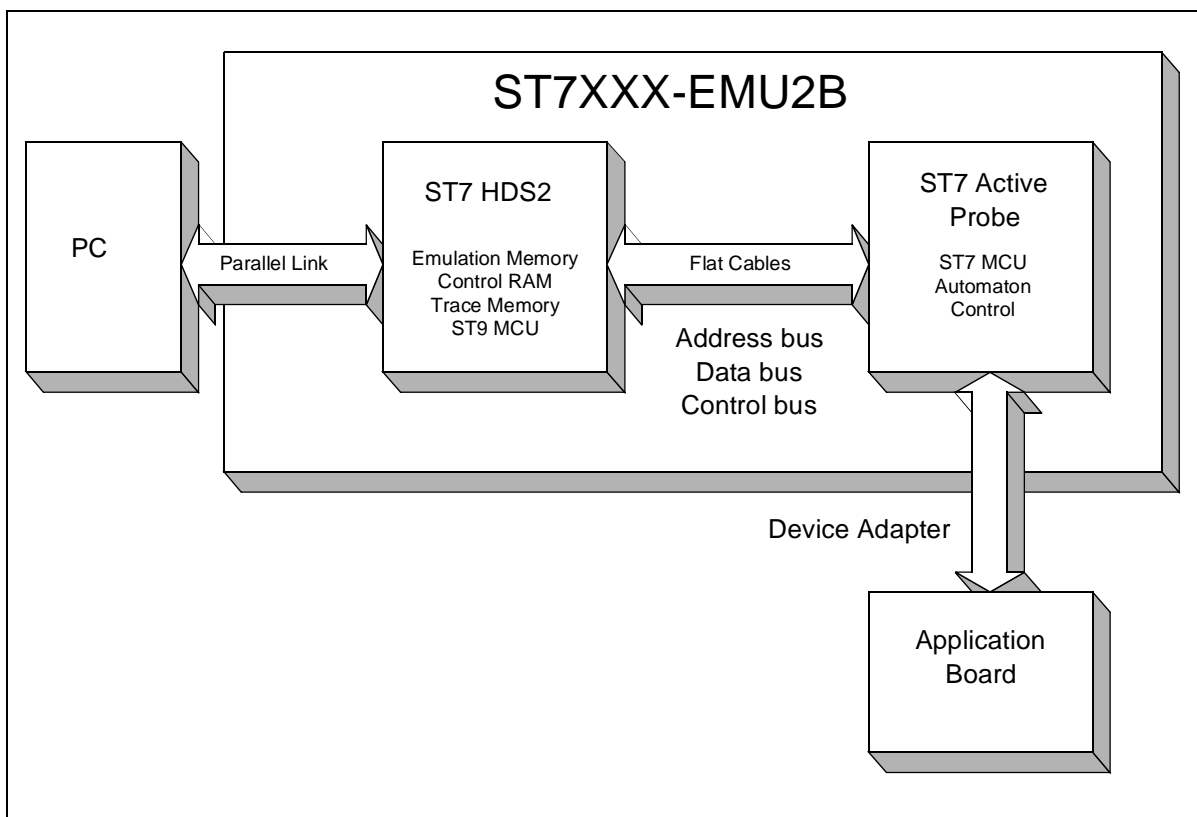 ST7XXX-EMU2B
PC
Parallel Link
ST7 HDS2
Emulation Memory
Control RAM
Trace Memory
ST9 MCU
Flat Cables
Address bus
Data bus
Control bus
ST7 Active
Probe
ST7 MCU
Automaton
Control
Device Adapter
Application
Board